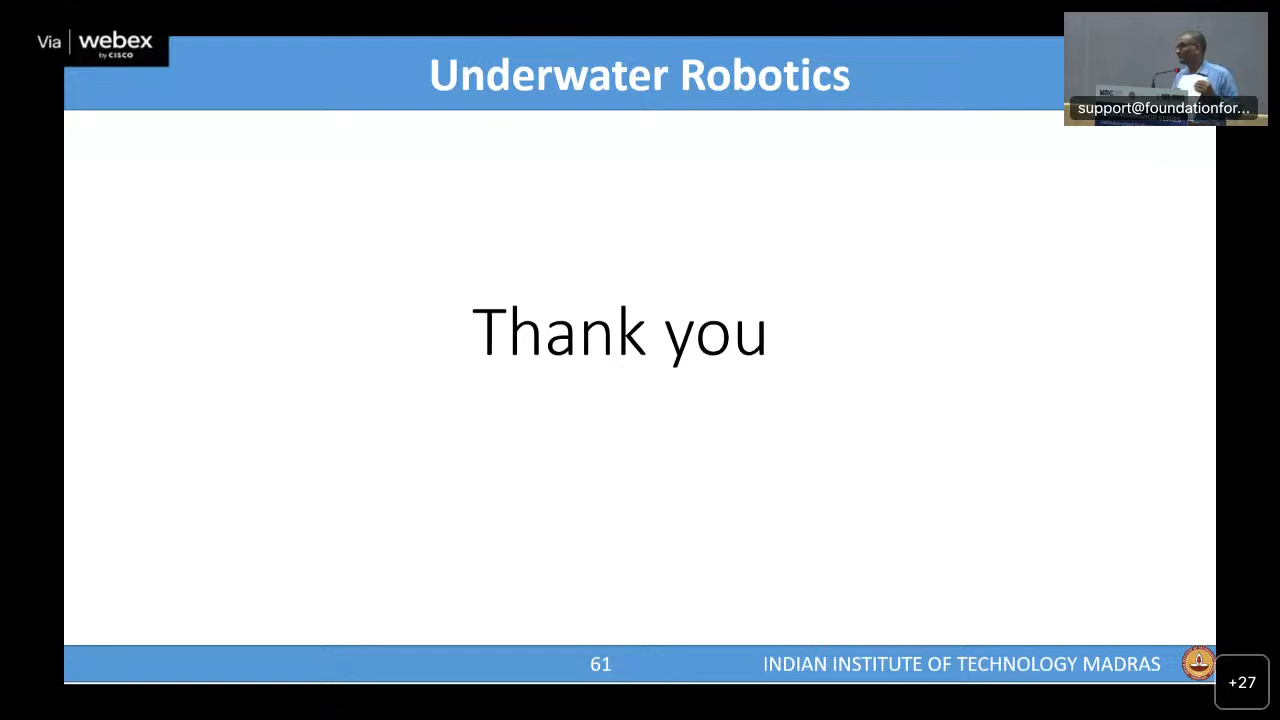 Via webex
by CISCO
Underwater Robotics
support@foundationfor...
Thank you
61
INDIAN INSTITUTE OF TECHNOLOGY MADRAS
+27